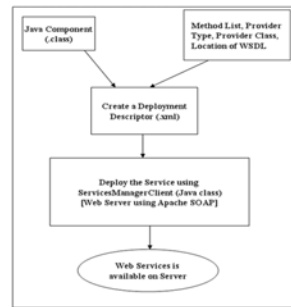 Java Component
(.class)
Method List, Provider
Type, Provider Class,
Location of WSDL
Create a Deployment
Descriptor (.xml)
Deploy the Service using
ServicesManagerClient (Java class)
[Web Server using Apache SOAP]
Web Services is
available on Server